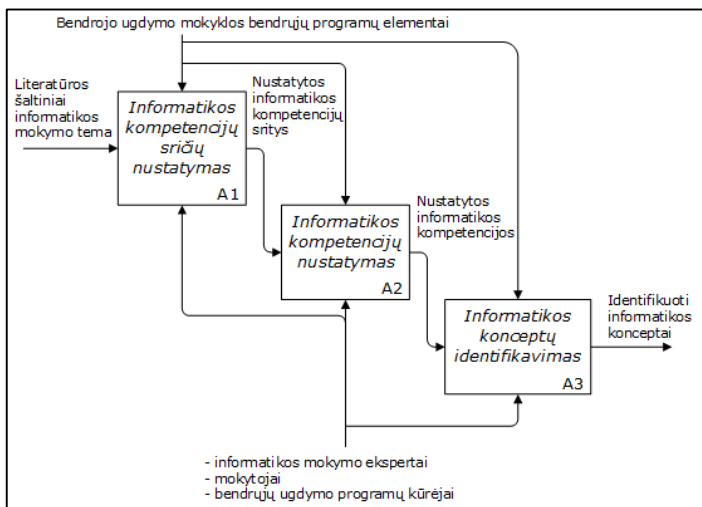 Bendrojo ugdymo mokyklos bendrųjų programų elementai
Literatūros
šaltiniai
informatikos
mokymo tema
Informatikos
kompetencijų
sričių
nustatymas
A1
Nustatytos
informatikos
kompetencijų
sritys
Informatikos
kompetencijų
nustatymas
A2
Nustatytos
informatikos
kompetencijos
Informatikos
konceptų
identifikavimas
A3
Identifikuoti
informatikos
konceptai
- informatikos mokymo ekspertai
- mokytojai
- bendrųjų ugdymo programų kūrėjai